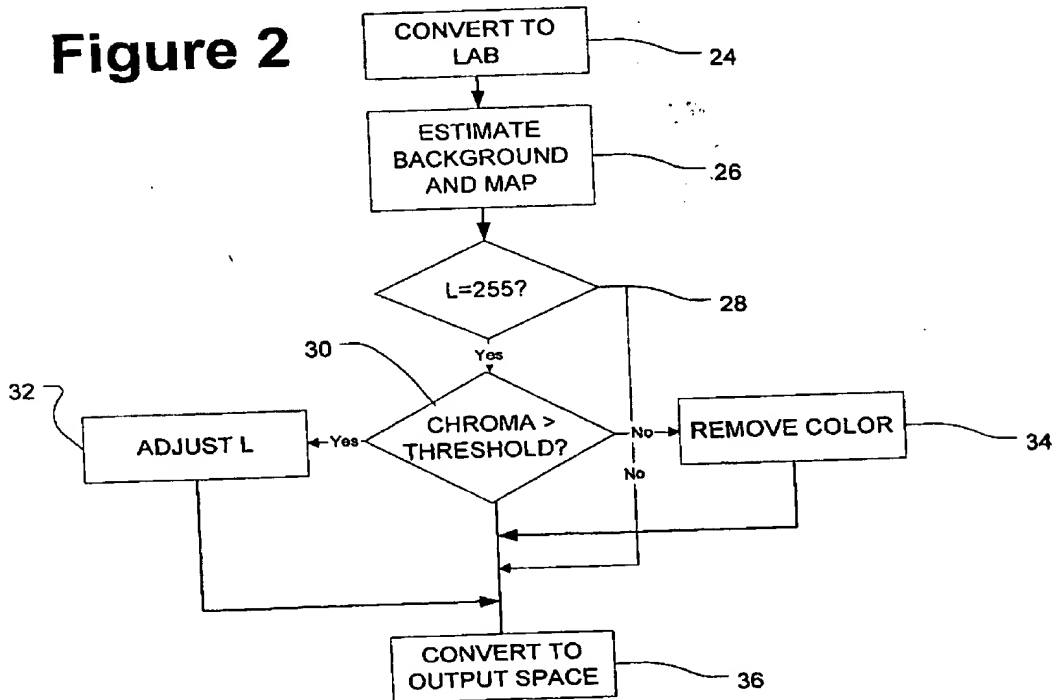 Figure 2
CONVERT TO
LAB
24
ESTIMATE
BACKGROUND
AND MAP
26
L=255?
28
Yes
30
CHROMA >
THRESHOLD?
32
ADJUST L
Yes
No
REMOVE COLOR
34
No
CONVERT TO
OUTPUT SPACE
36